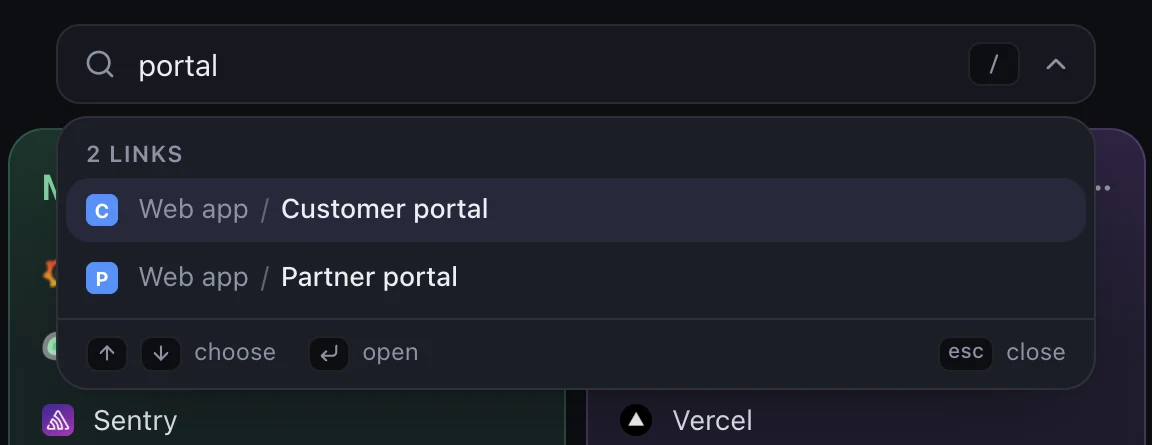 portal /
2 LINKS
C Web app / Customer portal
P Web app / Partner portal
↑ ↓ choose ↵ open esc close
Sentry Vercel